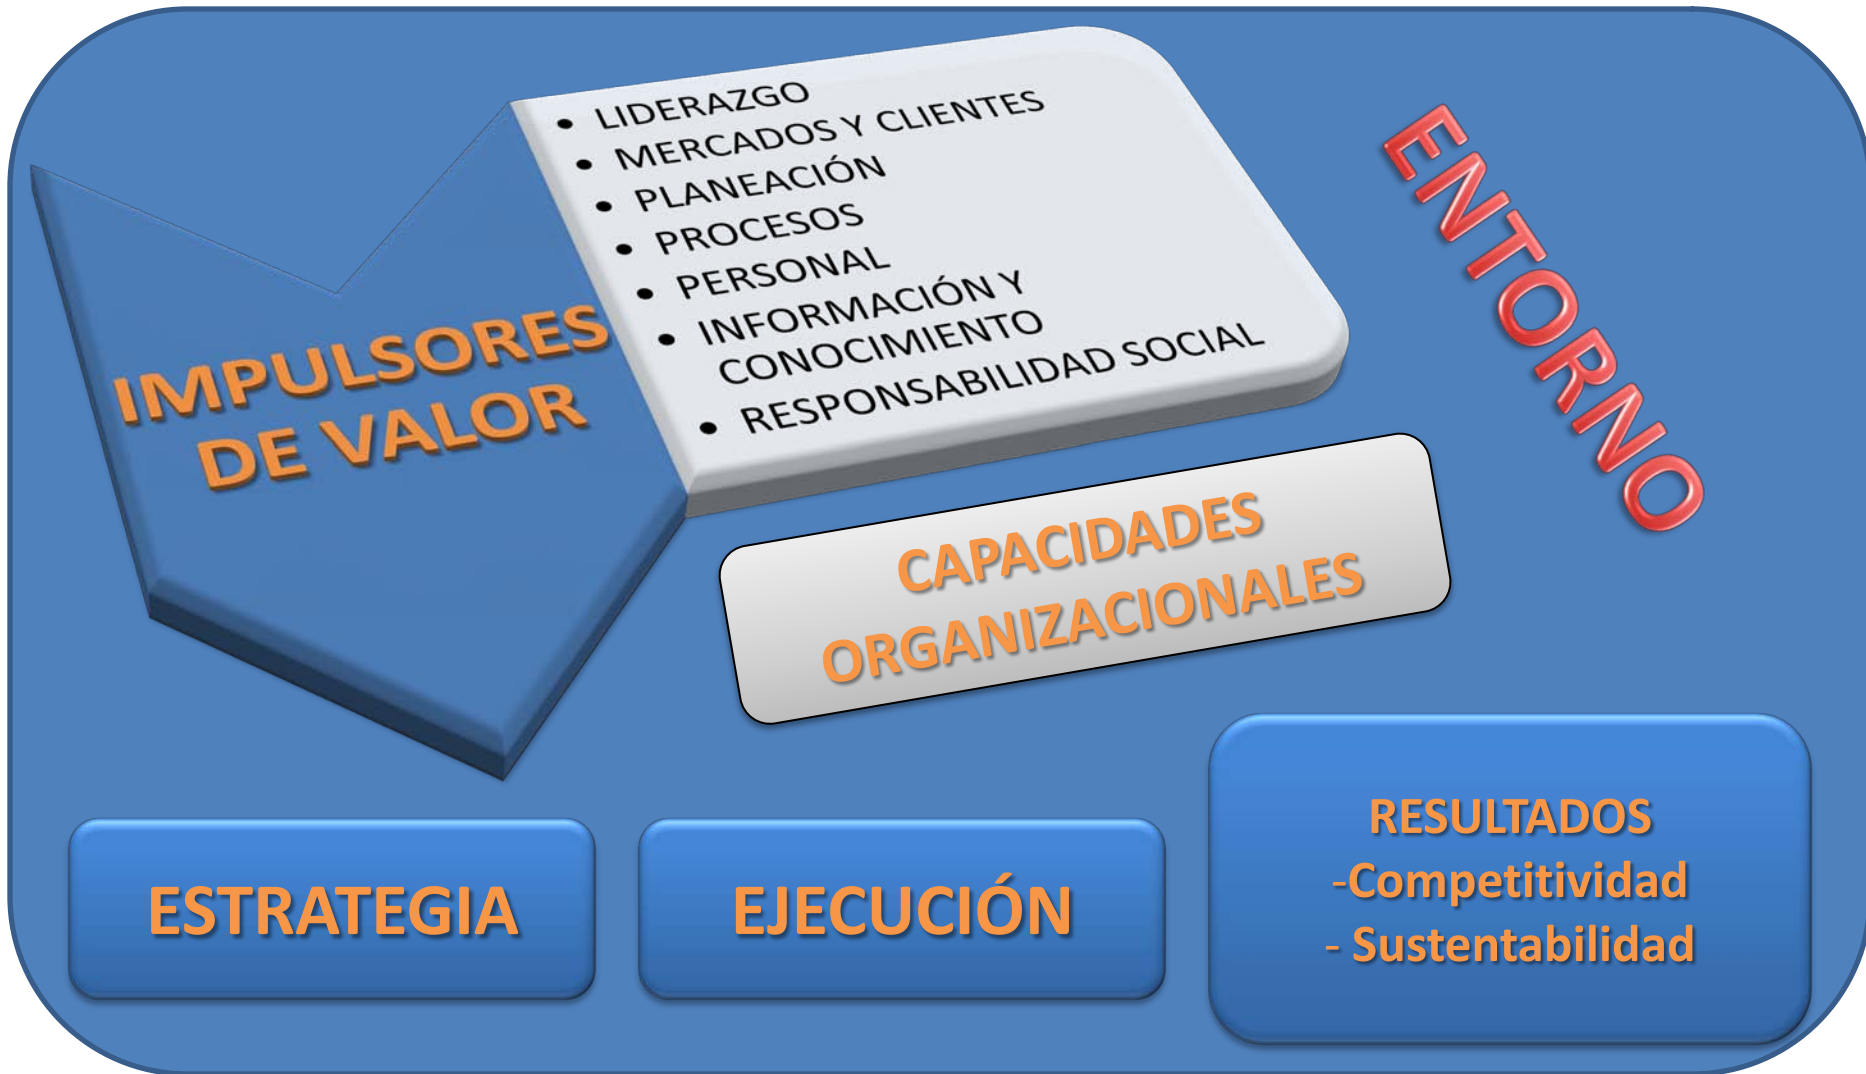 • LIDERAZGO
• MERCADOS Y CLIENTES
• PLANEACIÓN
• PROCESOS
• PERSONAL
• INFORMACIÓN Y
CONOCIMIENTO
• RESPONSABILIDAD SOCIAL
IMPULSORES
DE VALOR
ENTORNO
CAPACIDADES
ORGANIZACIONALES
ESTRATEGIA
EJECUCIÓN
RESULTADOS
-Competitividad
- Sustentabilidad